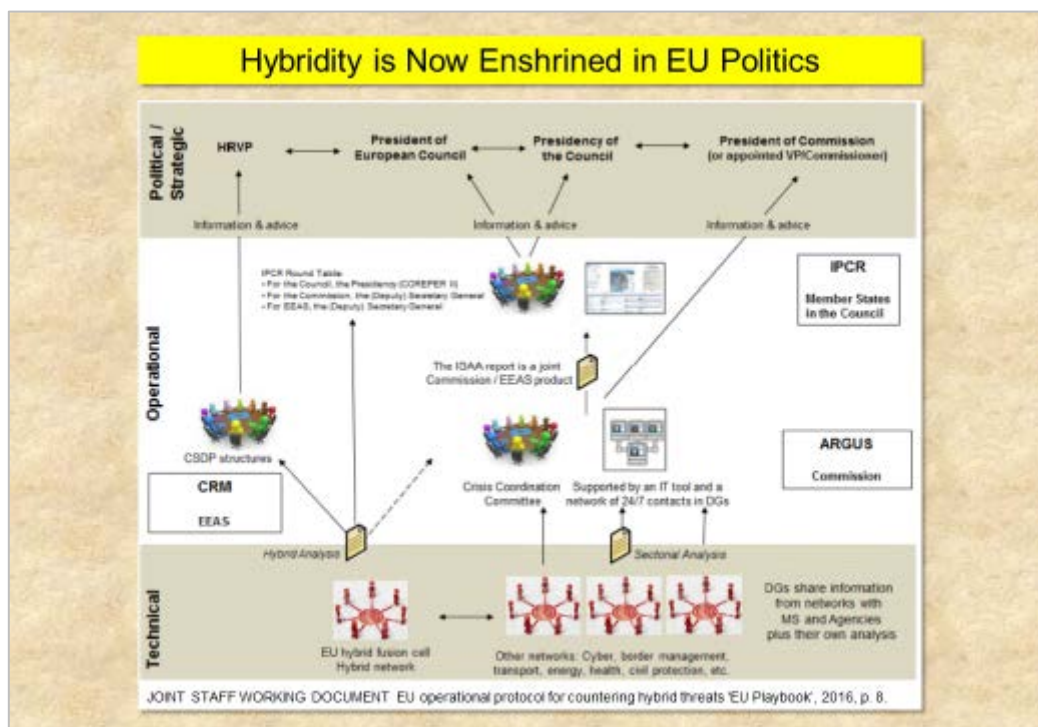 Hybridity is Now Enshrined in EU Politics
Political /
Strategic
HRVP
President of
European Council
Presidency of
the Council
President of Commission
(or appointed VP/Commissioner)
Information & advice
Information & advice
Information & advice
Operational
IPCR Round Table:
- For the Council, the Presidency (COREPER II)
- For the Commission, the (Deputy) Secretary General
- For EEAS, the (Deputy) Secretary General
IPCR
Member States
in the Council
The ISAA report is a joint
Commission / EEAS product
CSDP structures
CRM
EEAS
Crisis Coordination
Committee
Supported by an IT tool and a
network of 24/7 contacts in DGs
ARGUS
Commission
Technical
Hybrid Analysis
Sectorial Analysis
EU hybrid fusion cell
Hybrid network
Other networks: Cyber, border management,
transport, energy, health, civil protection, etc.
DGs share information
from networks with
MS and Agencies
plus their own analysis
JOINT STAFF WORKING DOCUMENT EU operational protocol for countering hybrid threats 'EU Playbook', 2016, p. 8.